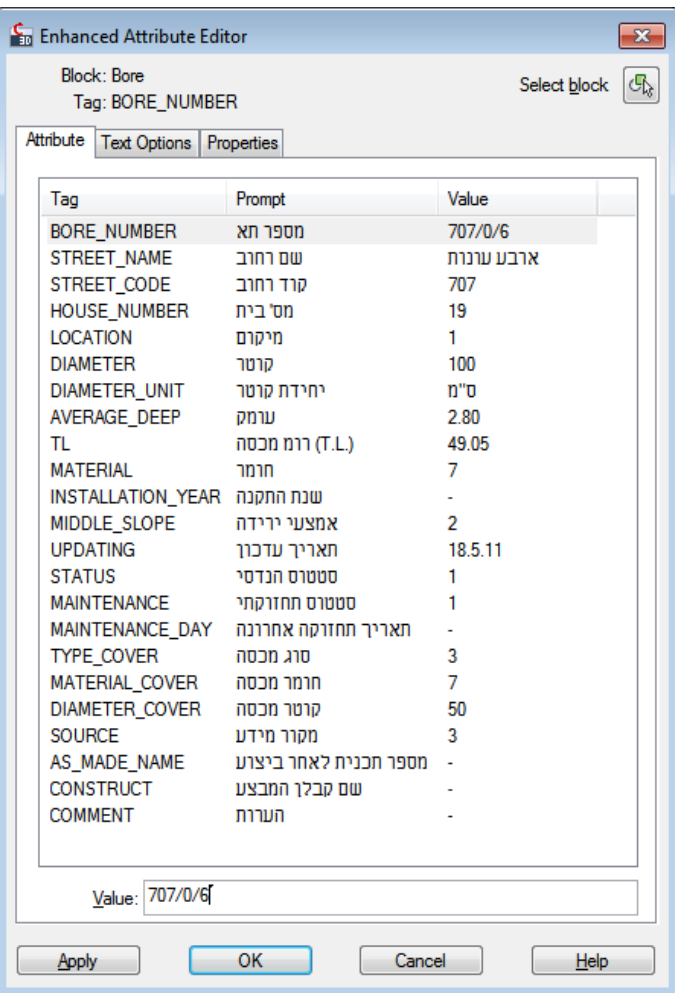 Enhanced Attribute Editor
Block: Bore
Tag: BORE_NUMBER
Select block
Attribute Text Options Properties
Tag Prompt Value
BORE_NUMBER מספר תא 707/0/6
STREET_NAME שם רחוב ארבע עונות
STREET_CODE קוד רחוב 707
HOUSE_NUMBER מס' בית 19
LOCATION מיקום 1
DIAMETER קוטר 100
DIAMETER_UNIT יחידת קוטר ס"מ
AVERAGE_DEEP עומק 2.80
TL רומ מכסה (T.L.) 49.05
MATERIAL חומר 7
INSTALLATION_YEAR שנת התקנה -
MIDDLE_SLOPE אמצעי ירידה 2
UPDATING תאריך עדכון 18.5.11
STATUS סטטוס הנדסי 1
MAINTENANCE סטטוס תחזוקתי 1
MAINTENANCE_DAY תאריך תחזוקה אחרונה -
TYPE_COVER סוג מכסה 3
MATERIAL_COVER חומר מכסה 7
DIAMETER_COVER קוטר מכסה 50
SOURCE מקור מידע 3
AS_MADE_NAME מספר תכנית לאחר ביצוע -
CONSTRUCT שם קבלן המבצע -
COMMENT הערות -
Value: 707/0/6
Apply OK Cancel Help